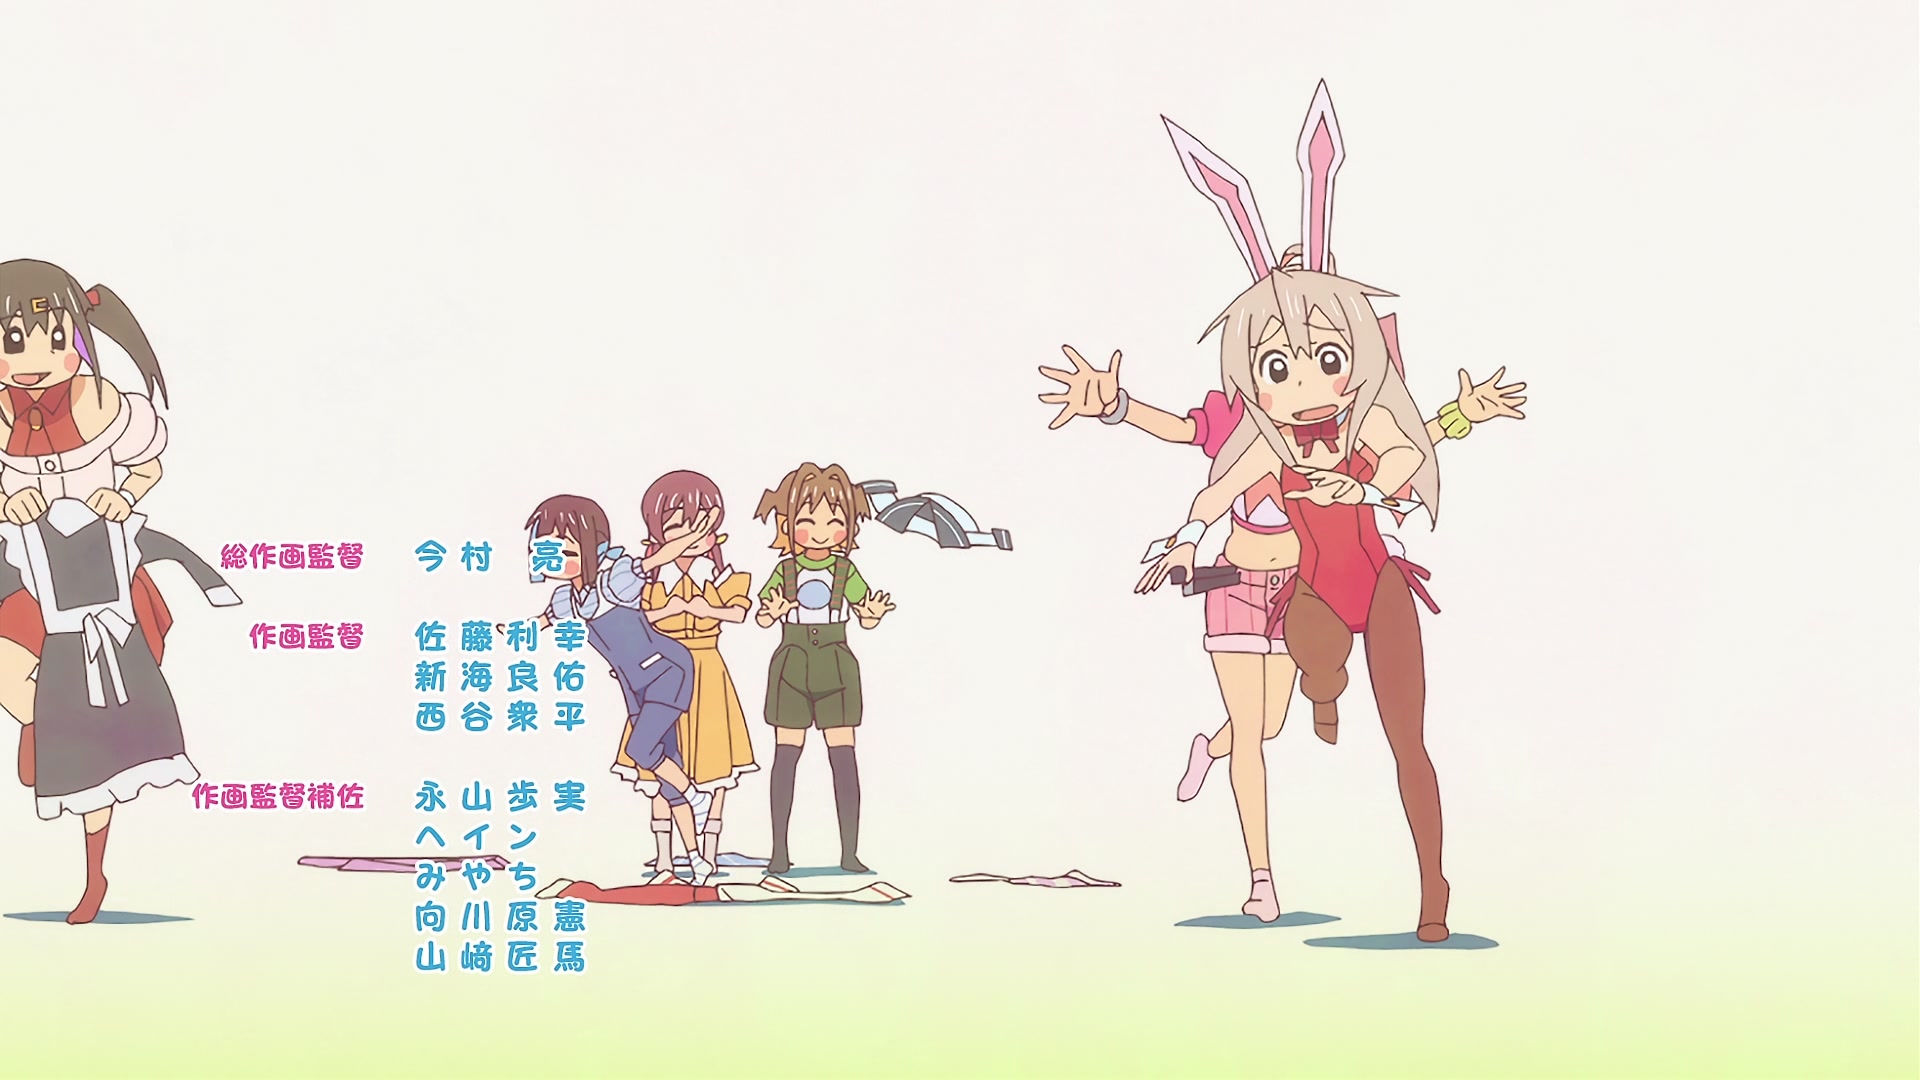 総作画監督 今村 亮
作画監督 佐藤利幸
新海良佑
西谷衆平
作画監督補佐 永山歩実
ヘイン
みやち
向川原憲
山﨑匠馬